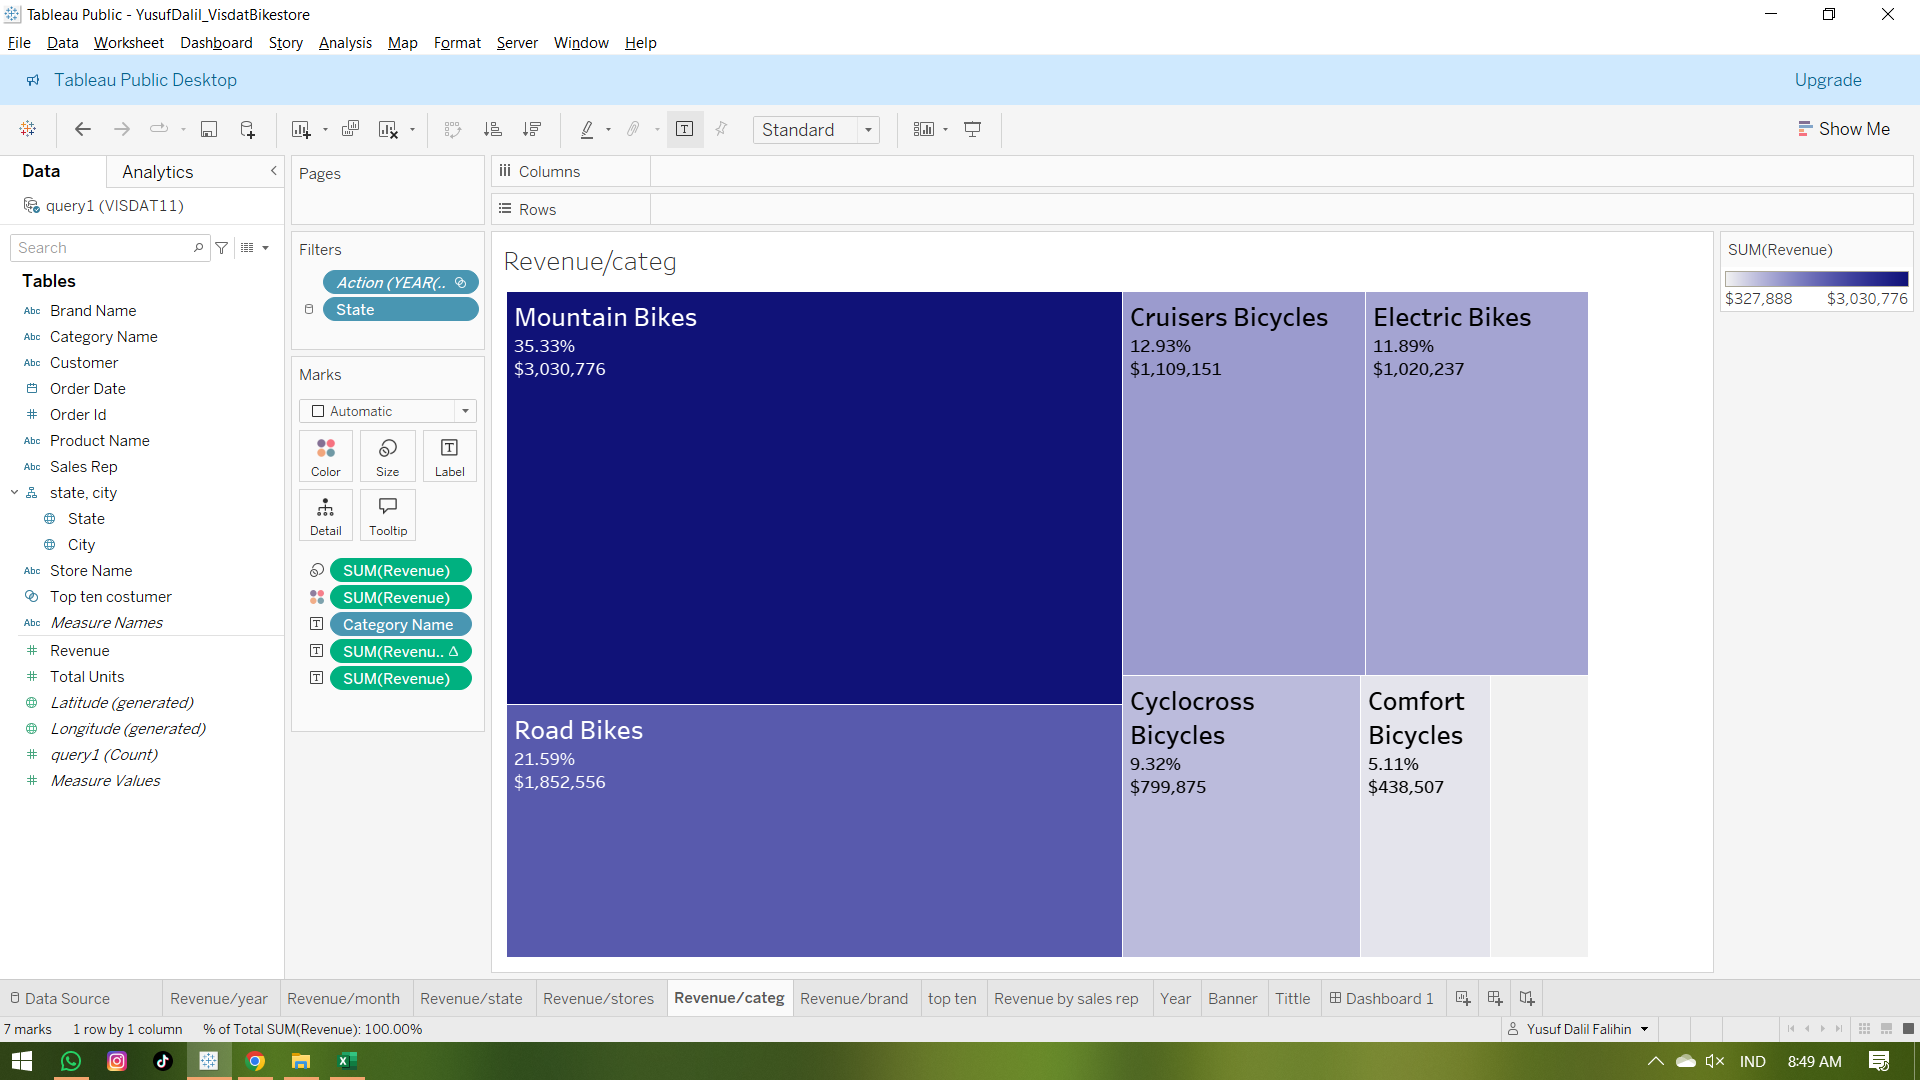 Tableau Public - YusufDalil_VisdatBikestore
File Data Worksheet Dashboard Story Analysis Map Format Server Window Help
Tableau Public Desktop
Upgrade
Standard
Show Me
Data
Analytics
query1 (VISDAT11)
Search
Tables
Abc Brand Name
Abc Category Name
Abc Customer
Order Date
# Order Id
Abc Product Name
Abc Sales Rep
state, city
State
City
Abc Store Name
Top ten costumer
Abc Measure Names
# Revenue
# Total Units
Latitude (generated)
Longitude (generated)
# query1 (Count)
# Measure Values
Pages
Filters
Action (YEAR(..
State
Marks
Automatic
Color
Size
Label
Detail
Tooltip
SUM(Revenue)
SUM(Revenue)
Category Name
SUM(Revenu.. Δ
SUM(Revenue)
Columns
Rows
Revenue/categ
Mountain Bikes
35.33%
$3,030,776
Road Bikes
21.59%
$1,852,556
Cruisers Bicycles
12.93%
$1,109,151
Electric Bikes
11.89%
$1,020,237
Cyclocross
Bicycles
9.32%
$799,875
Comfort
Bicycles
5.11%
$438,507
SUM(Revenue)
$327,888 $3,030,776
Data Source Revenue/year Revenue/month Revenue/state Revenue/stores Revenue/categ Revenue/brand top ten Revenue by sales rep Year Banner Tittle Dashboard 1
7 marks 1 row by 1 column % of Total SUM(Revenue): 100.00%
Yusuf Dalil Falihin
IND 8:49 AM